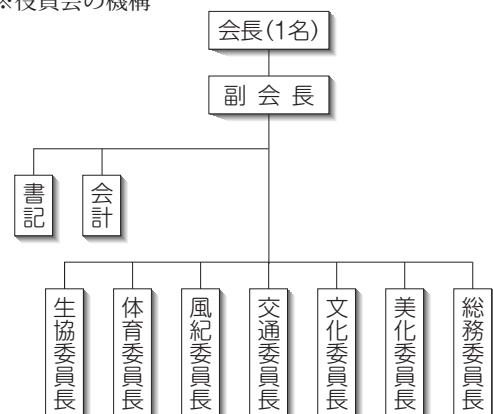 ※役員会の機構
会長(1名)
副会長
書記
会計
生協委員長
体育委員長
風紀委員長
交通委員長
文化委員長
美化委員長
総務委員長